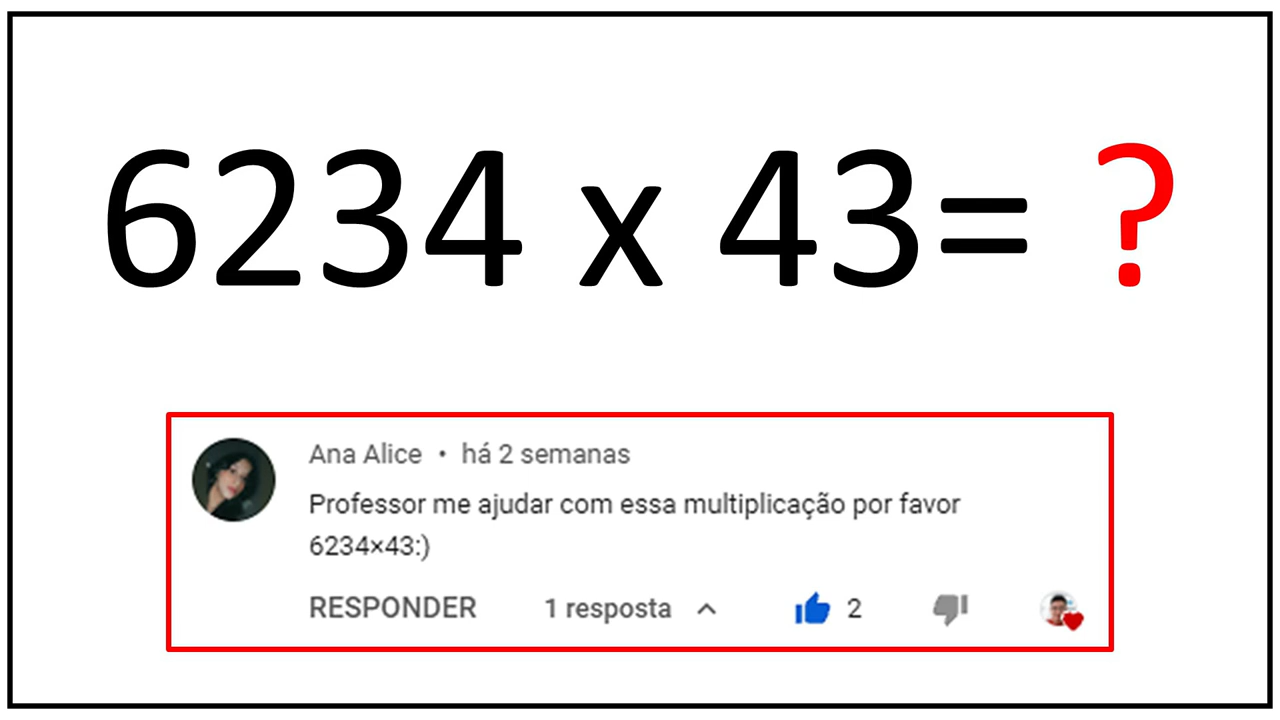 6234 x 43= ?
Ana Alice • há 2 semanas
Professor me ajudar com essa multiplicação por favor
6234×43:)
RESPONDER 1 resposta 2